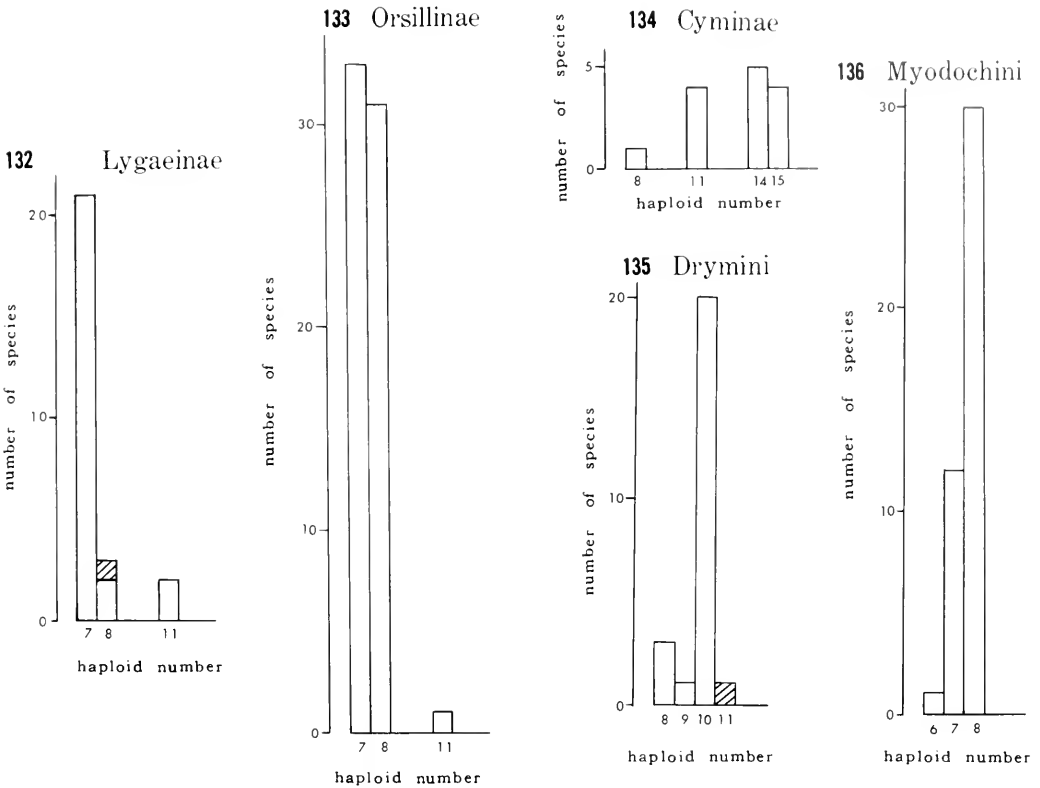 132 Lygaeinae
number of species
20
10
0
7 8 11
haploid number
133 Orsillinae
number of species
30
20
10
0
7 8 11
haploid number
134 Cyminae
number of species
5
0
8 11 14 15
haploid number
135 Drymini
number of species
20
10
0
8 9 10 11
haploid number
136 Myodochini
number of species
30
20
10
0
6 7 8
haploid number